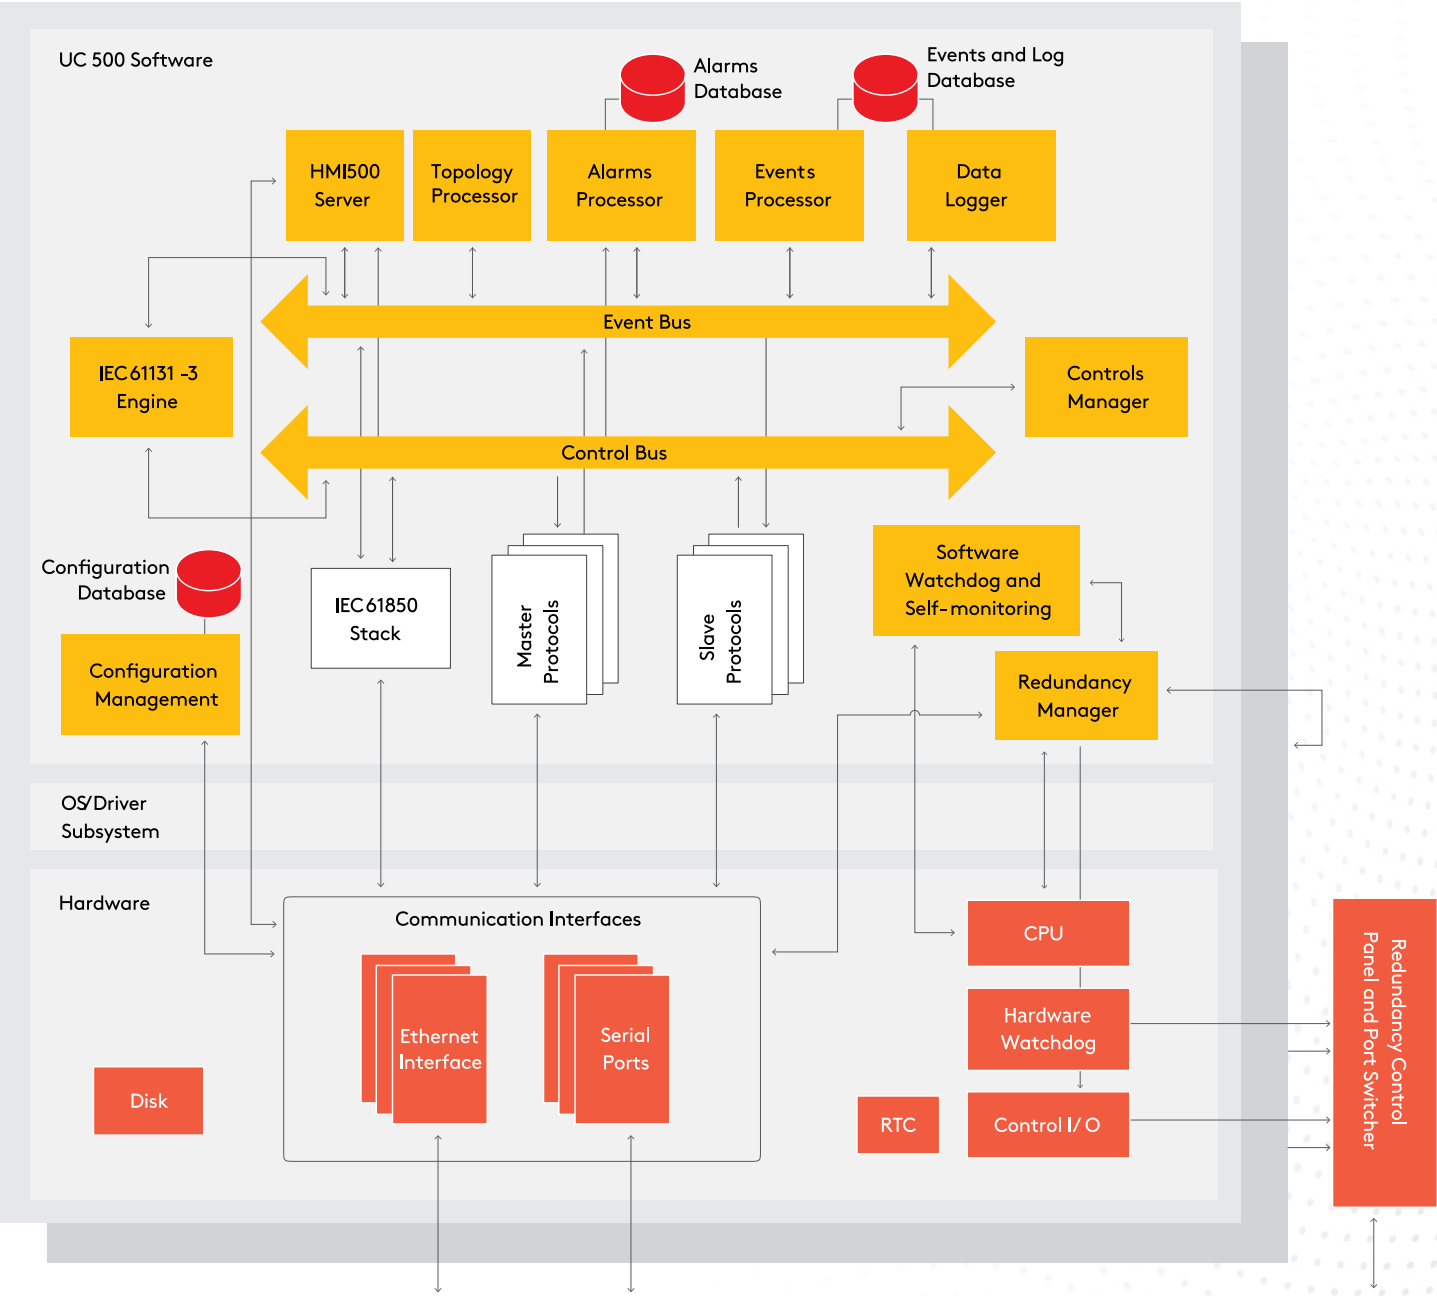 UC 500 Software
Alarms
Database
Events and Log
Database
HMI500
Server
Topology
Processor
Alarms
Processor
Events
Processor
Data
Logger
Event Bus
IEC61131 -3
Engine
Controls
Manager
Control Bus
Configuration
Database
IEC61850
Stack
Master
Protocols
Slave
Protocols
Software
Watchdog and
Self-monitoring
Configuration
Management
Redundancy
Manager
OS/Driver
Subsystem
Hardware
Communication Interfaces
Ethernet
Interface
Serial
Ports
CPU
Hardware
Watchdog
Disk
RTC
Control I/ O
Redundancy Control
Panel and Port Switcher